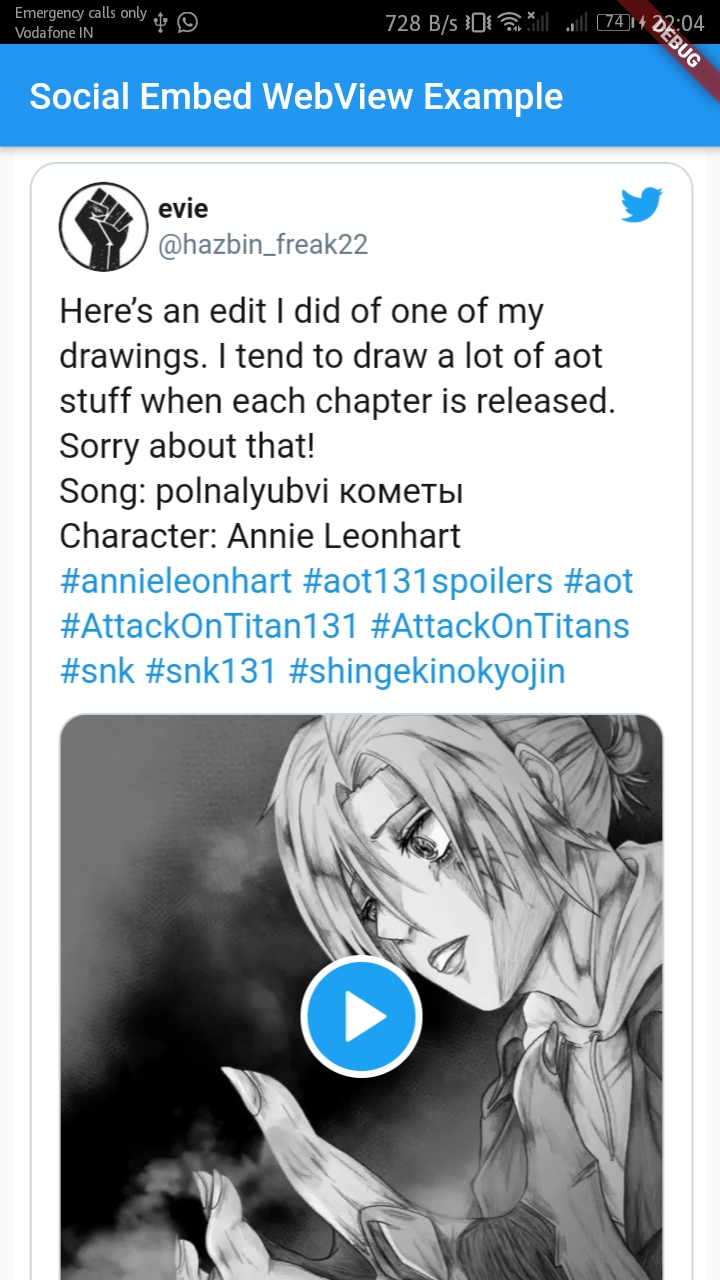 Emergency calls only
Vodafone IN
728 B/s
74
22:04
DEBUG
Social Embed WebView Example
evie
@hazbin_freak22
Here’s an edit I did of one of my
drawings. I tend to draw a lot of aot
stuff when each chapter is released.
Sorry about that!
Song: polnalyubvi кометы
Character: Annie Leonhart
#annieleonhart #aot131spoilers #aot
#AttackOnTitan131 #AttackOnTitans
#snk #snk131 #shingekinokyojin